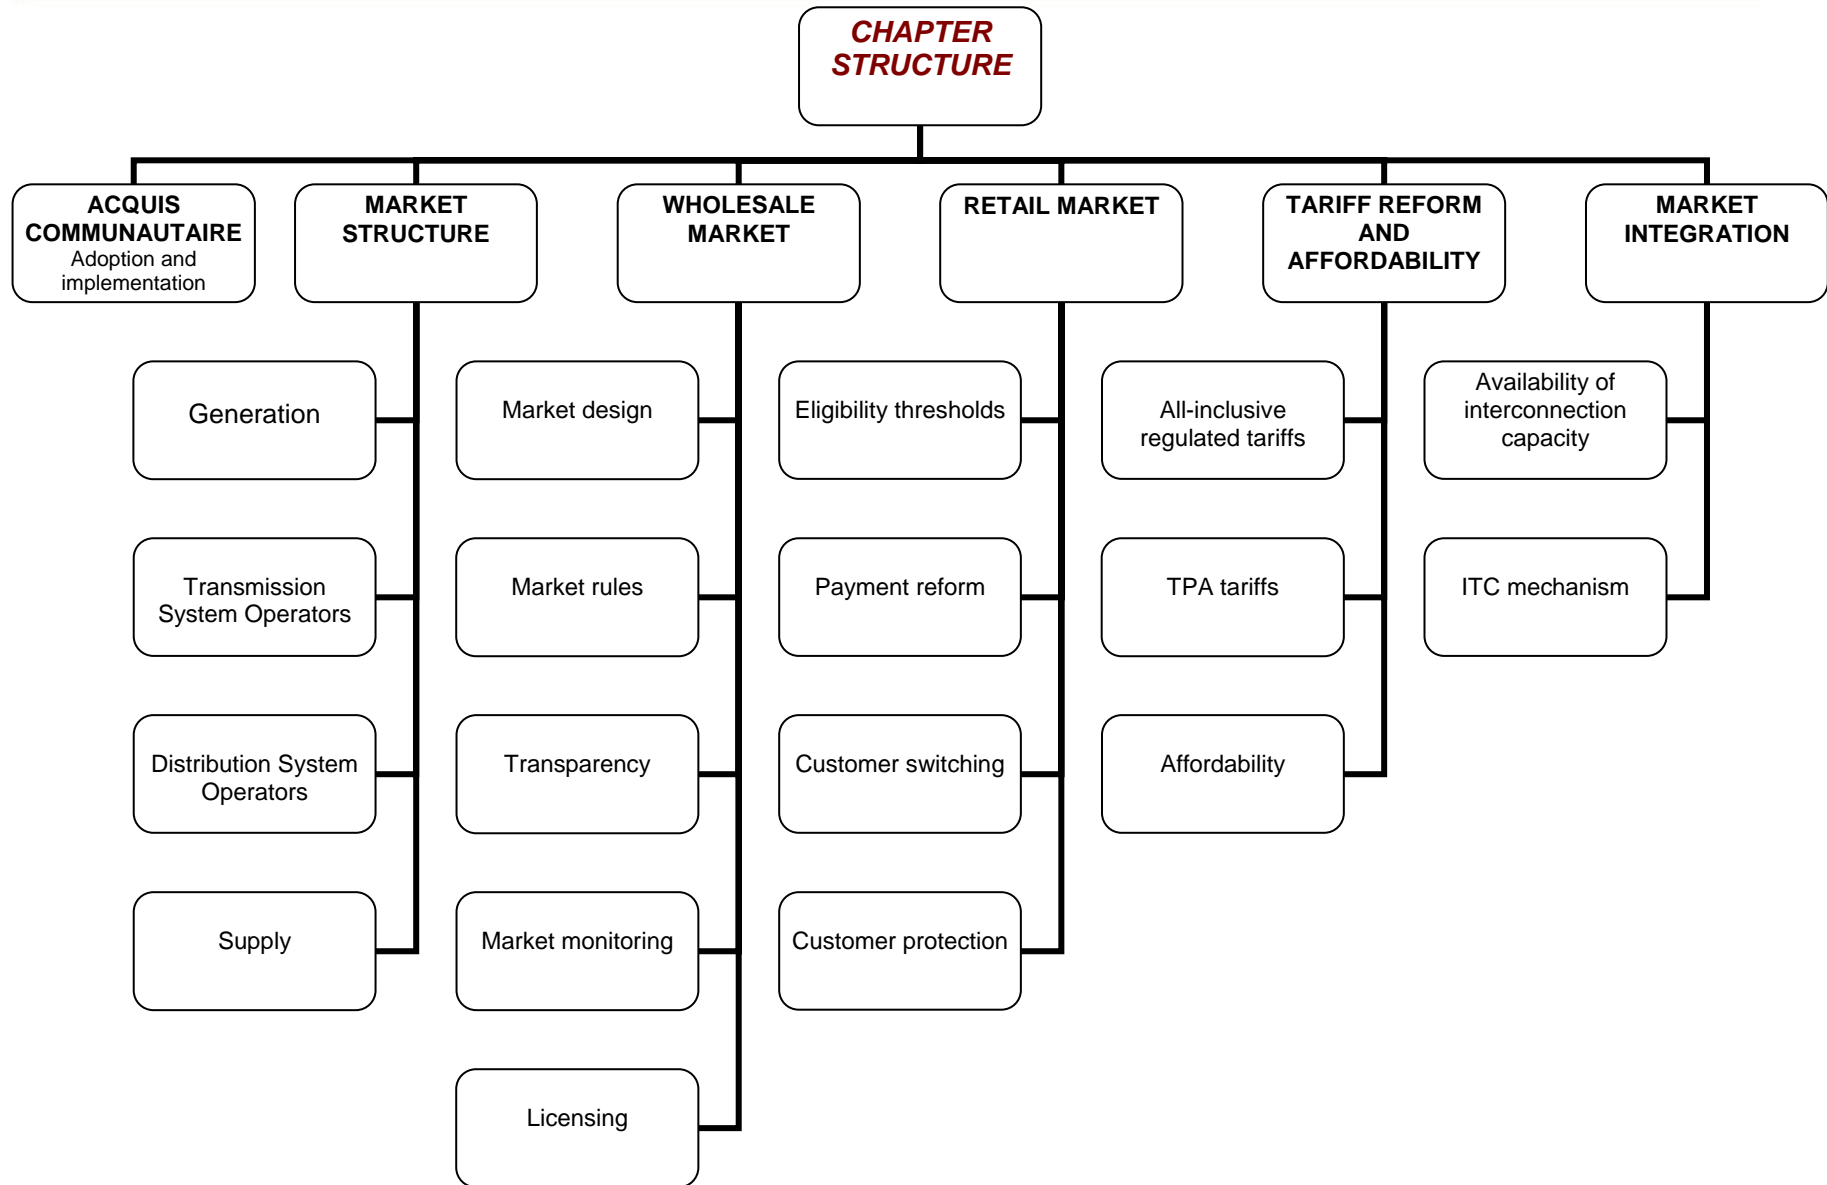 CHAPTER
STRUCTURE
ACQUIS
COMMUNAUTAIRE
Adoption and
implementation
MARKET
STRUCTURE
WHOLESALE
MARKET
RETAIL MARKET
TARIFF REFORM
AND
AFFORDABILITY
MARKET
INTEGRATION
Generation
Market design
Eligibility thresholds
All-inclusive
regulated tariffs
Availability of
interconnection
capacity
Transmission
System Operators
Market rules
Payment reform
TPA tariffs
ITC mechanism
Distribution System
Operators
Transparency
Customer switching
Affordability
Supply
Market monitoring
Customer protection
Licensing